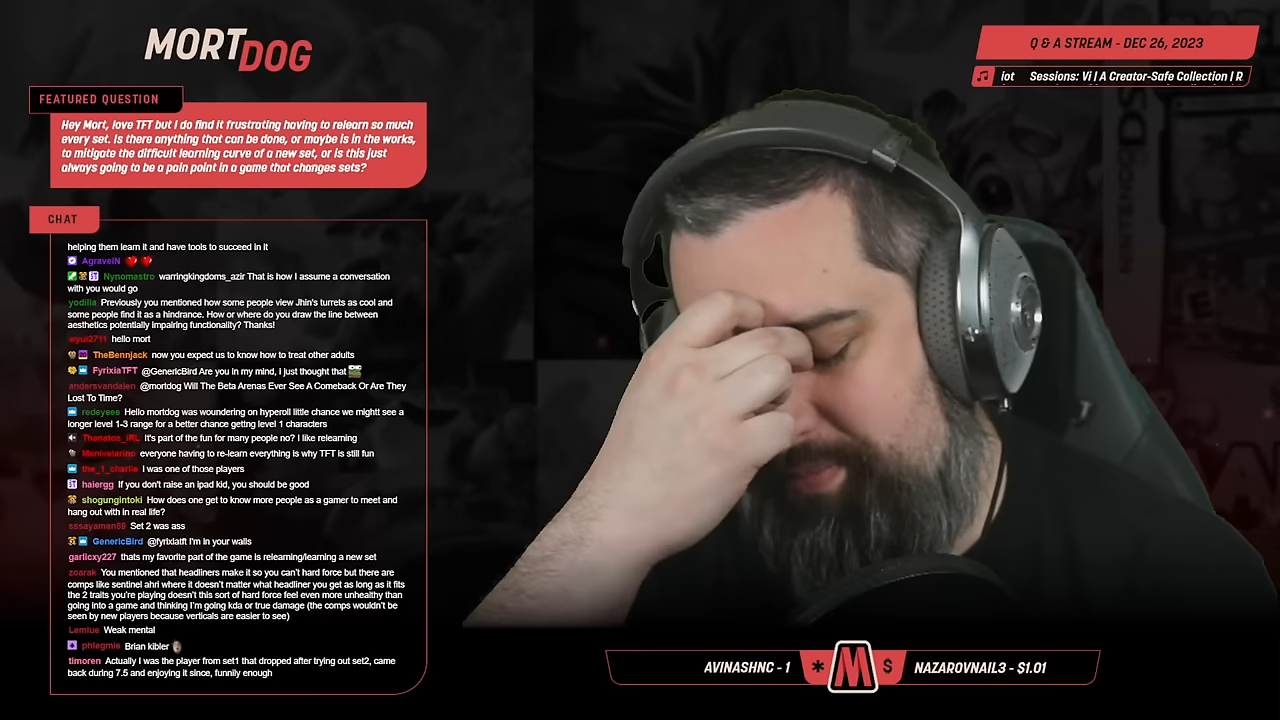 MORTDOG
Q & A STREAM - DEC 26, 2023
iot Sessions: Vi | A Creator-Safe Collection | R
FEATURED QUESTION
Hey Mort, love TFT but I do find it frustrating having to relearn so much
every set. Is there anything that can be done, or maybe is in the works,
to mitigate the difficult learning curve of a new set, or is this just
always going to be a pain point in a game that changes sets?
CHAT
helping them learn it and have tools to succeed in it
AgraveIN
Nynomastro warringkingdoms_azir That is how I assume a conversation
with you would go
yodilla Previously you mentioned how some people view Jhin's turrets as cool and
some people find it as a hindrance. How or where do you draw the line between
aesthetics potentially impairing functionality? Thanks!
wyui2711 hello mort
TheBennjack now you expect us to know how to treat other adults
FyrixiaTFT @GenericBird Are you in my mind, I just thought that
andersvandalen @mortdog Will The Beta Arenas Ever See A Comeback Or Are They
Lost To Time?
redeyeee Hello mortdog was woundering on hyperoll little chance we mightt see a
longer level 1-3 range for a better chance gettng level 1 characters
Thanatos_IRL It's part of the fun for many people no? I like relearning
Menivelarino everyone having to re-learn everything is why TFT is still fun
the_1_charlie I was one of those players
haiergg If you don't raise an ipad kid, you should be good
shogungintoki How does one get to know more people as a gamer to meet and
hang out with in real life?
sssayaman89 Set 2 was ass
GenericBird @fyrixiatft I'm in your walls
garlicxy227 thats my favorite part of the game is relearning/learning a new set
zoarak You mentioned that headliners make it so you can't hard force but there are
comps like sentinel ahri where it doesn't matter what headliner you get as long as it fits
the 2 traits you're playing doesn't this sort of hard force feel even more unhealthy than
going into a game and thinking I'm going kda or true damage (the comps wouldn't be
seen by new players because verticals are easier to see)
Lemiue Weak mental
phlegmie Brian kibler
timoren Actually I was the player from set1 that dropped after trying out set2, came
back during 7.5 and enjoying it since, funnily enough
AVINASHNC - 1 * M $ NAZAROVNAIL3 - $1.01